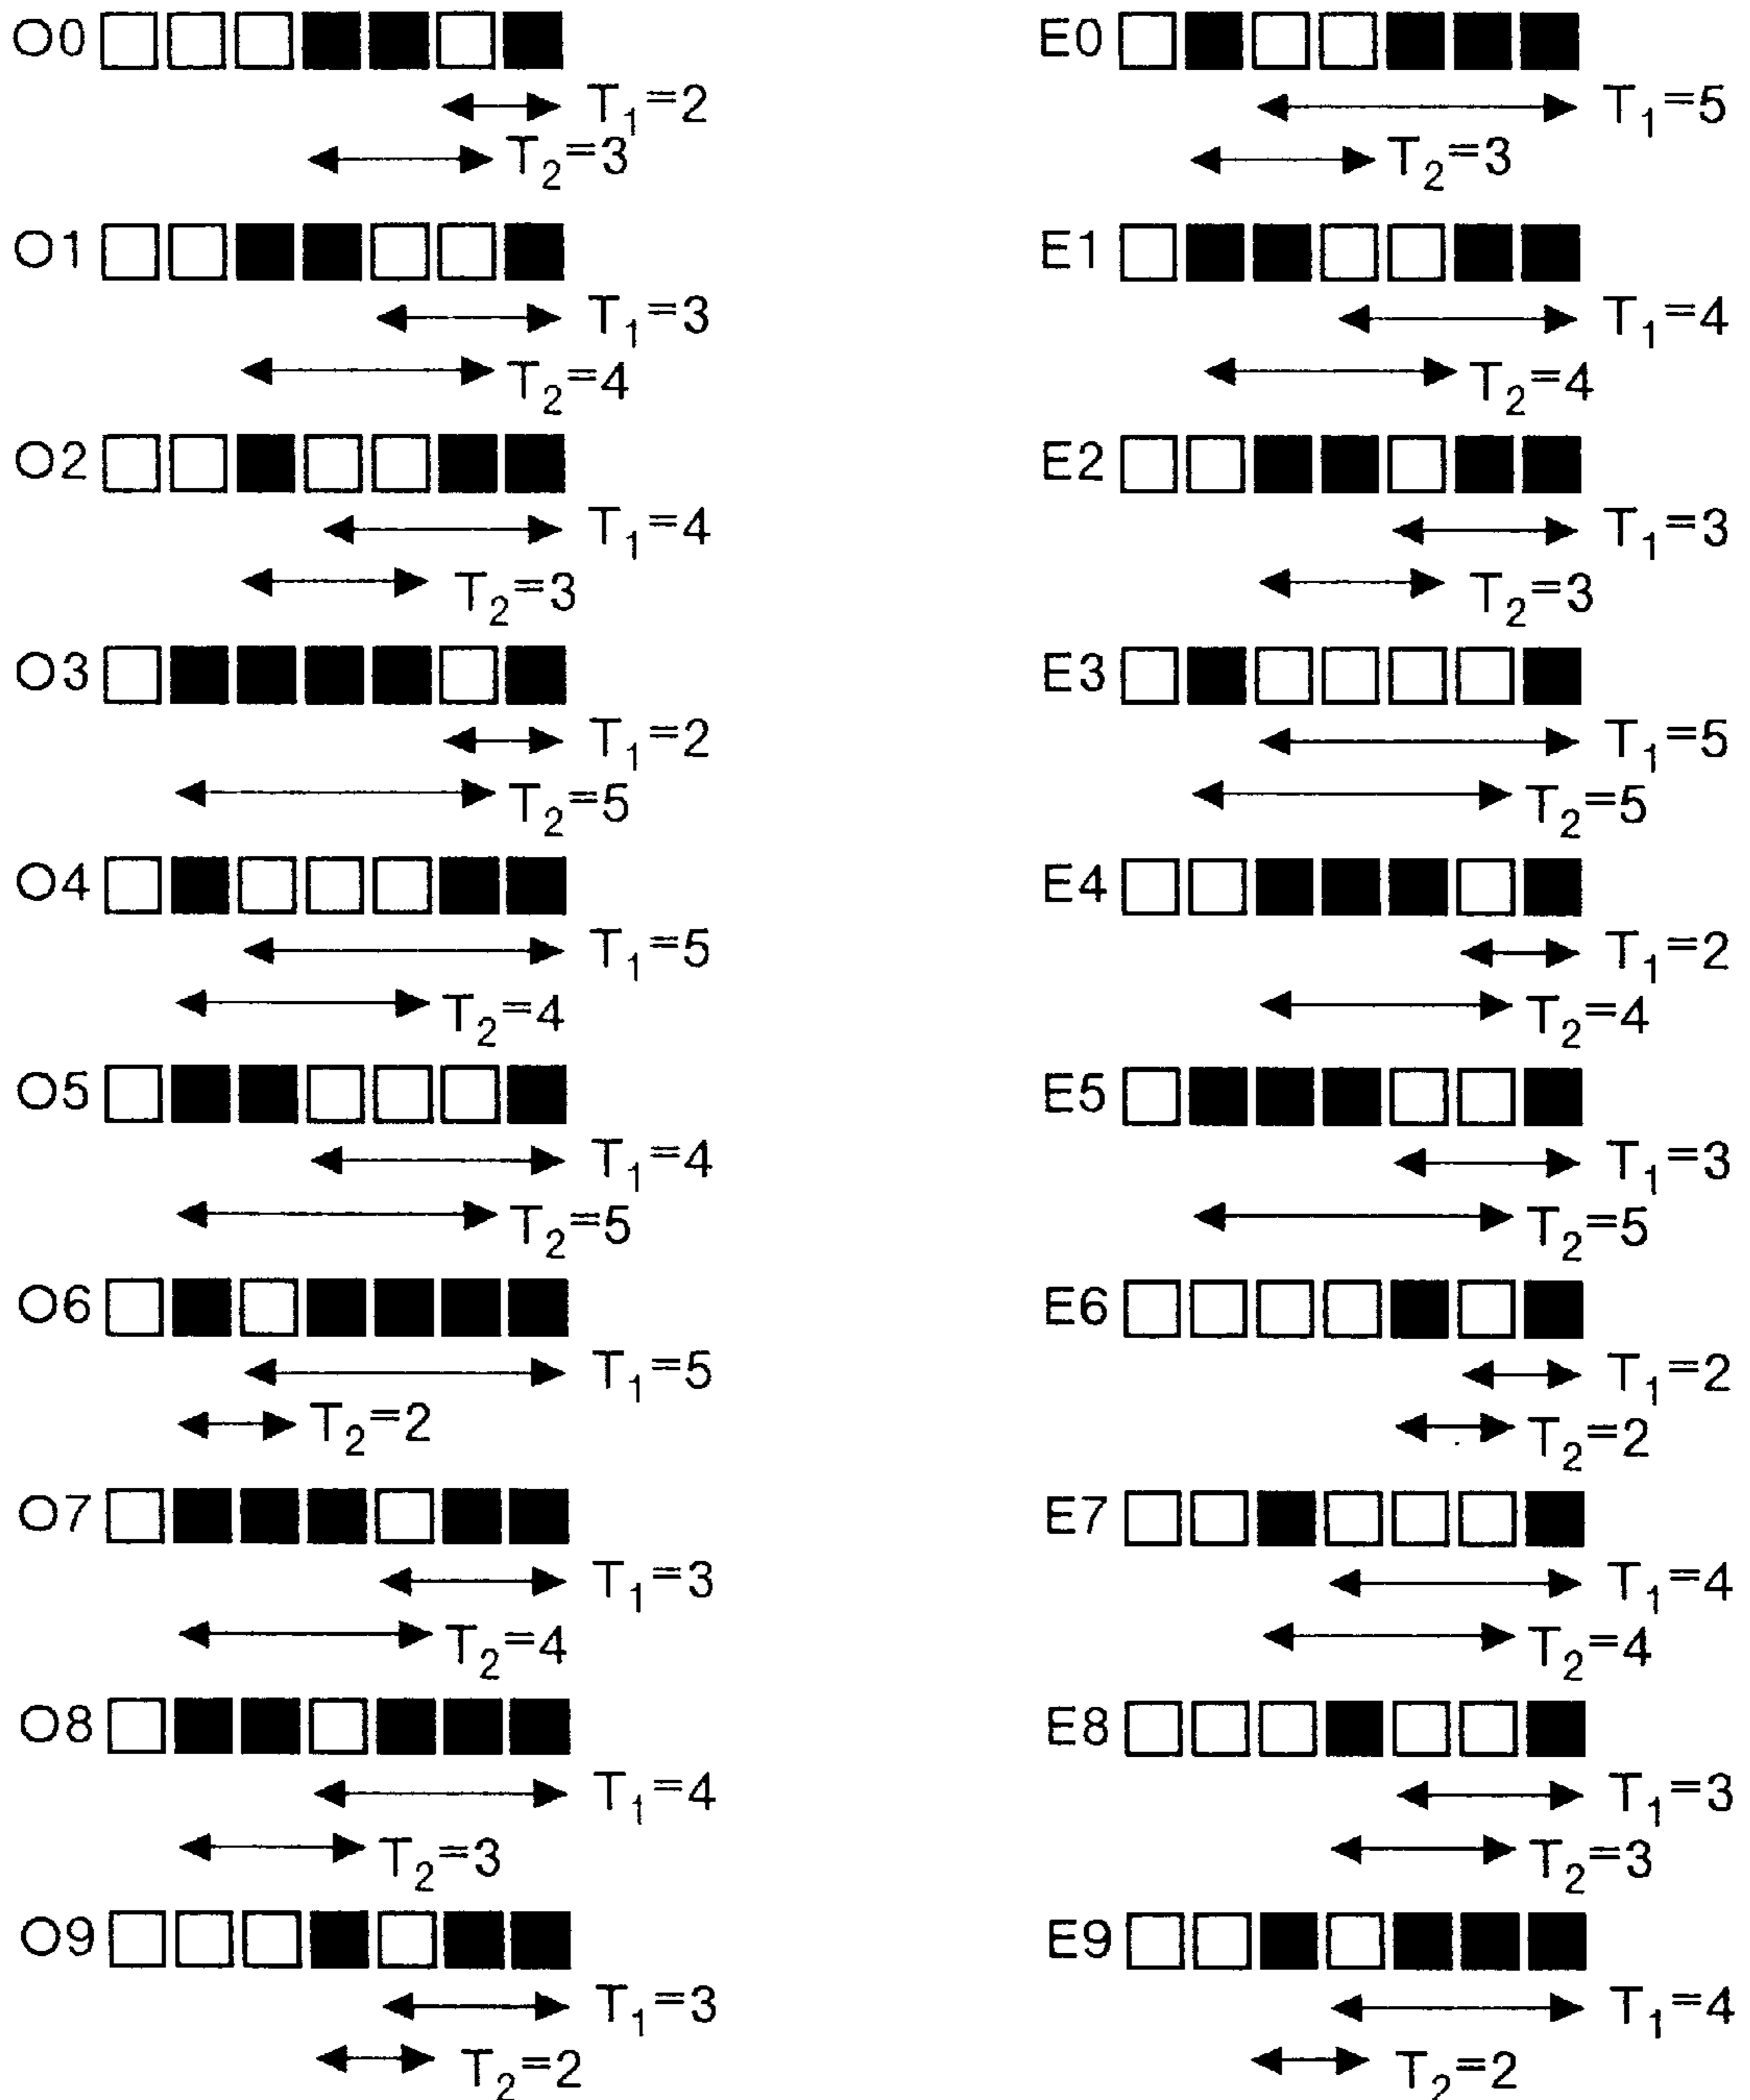 O0
T1=2
T2=3
O1
T1=3
T2=4
O2
T1=4
T2=3
O3
T1=2
T2=5
O4
T1=5
T2=4
O5
T1=4
T2=5
O6
T1=5
T2=2
O7
T1=3
T2=4
O8
T1=4
T2=3
O9
T1=3
T2=2
E0
T1=5
T2=3
E1
T1=4
T2=4
E2
T1=3
T2=3
E3
T1=5
T2=5
E4
T1=2
T2=4
E5
T1=3
T2=5
E6
T1=2
T2=2
E7
T1=4
T2=4
E8
T1=3
T2=3
E9
T1=4
T2=2